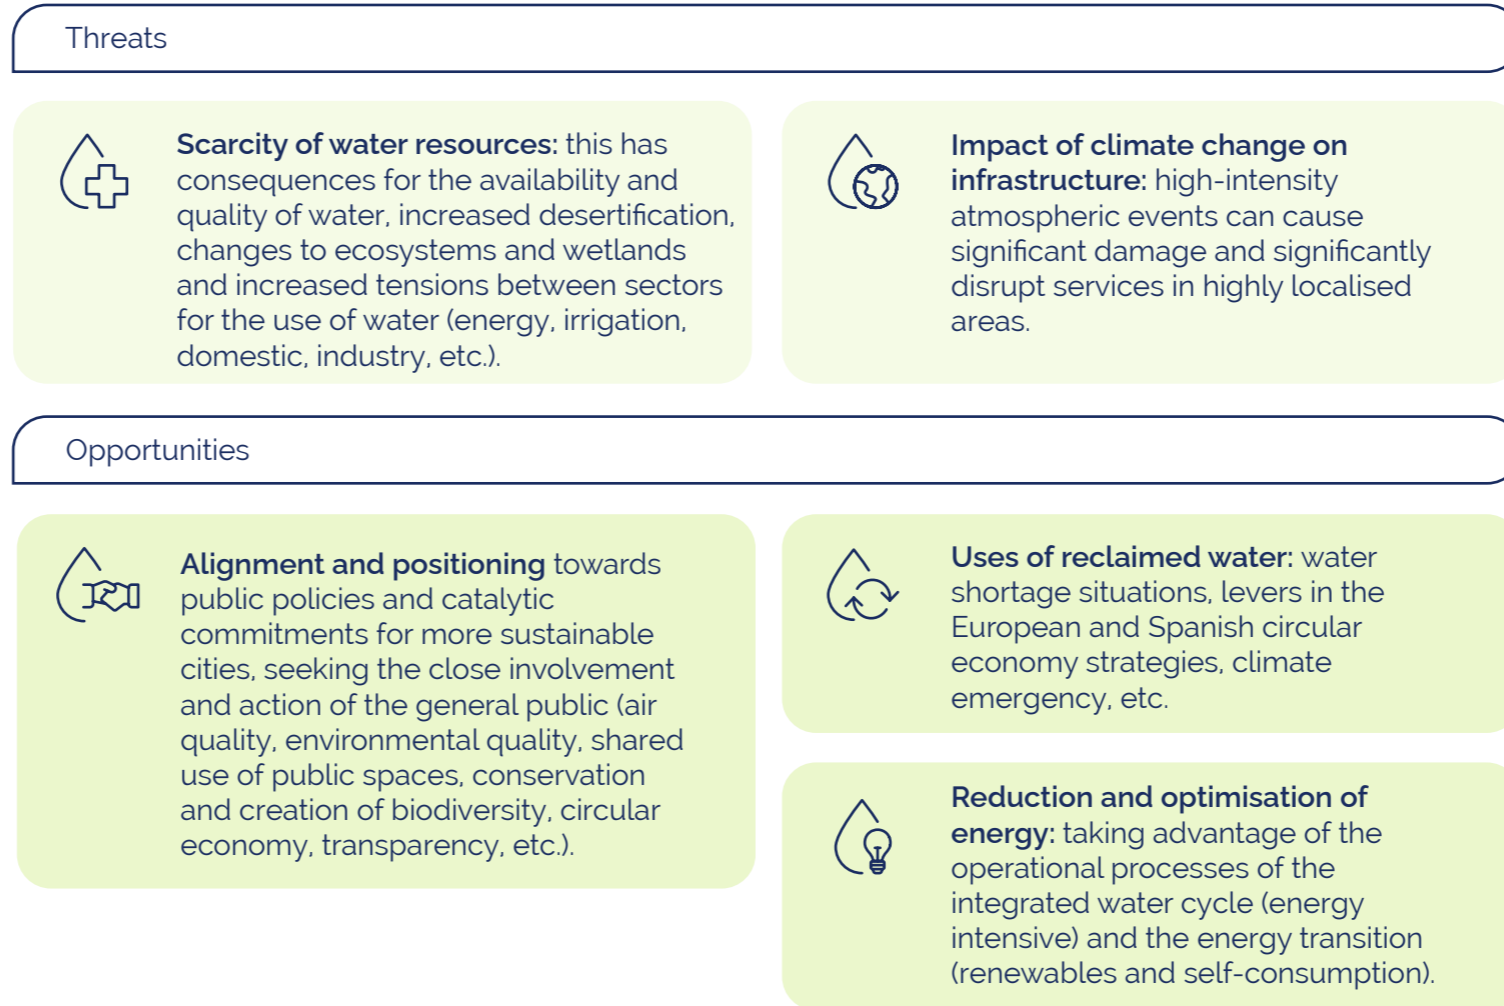 Threats
Scarcity of water resources: this has
consequences for the availability and
quality of water, increased desertification,
changes to ecosystems and wetlands
and increased tensions between sectors
for the use of water (energy, irrigation,
domestic, industry, etc.).
Impact of climate change on
infrastructure: high-intensity
atmospheric events can cause
significant damage and significantly
disrupt services in highly localised
areas.
Opportunities
Alignment and positioning towards
public policies and catalytic
commitments for more sustainable
cities, seeking the close involvement
and action of the general public (air
quality, environmental quality, shared
use of public spaces, conservation
and creation of biodiversity, circular
economy, transparency, etc.).
Uses of reclaimed water: water
shortage situations, levers in the
European and Spanish circular
economy strategies, climate
emergency, etc.
Reduction and optimisation of
energy: taking advantage of the
operational processes of the
integrated water cycle (energy
intensive) and the energy transition
(renewables and self-consumption).